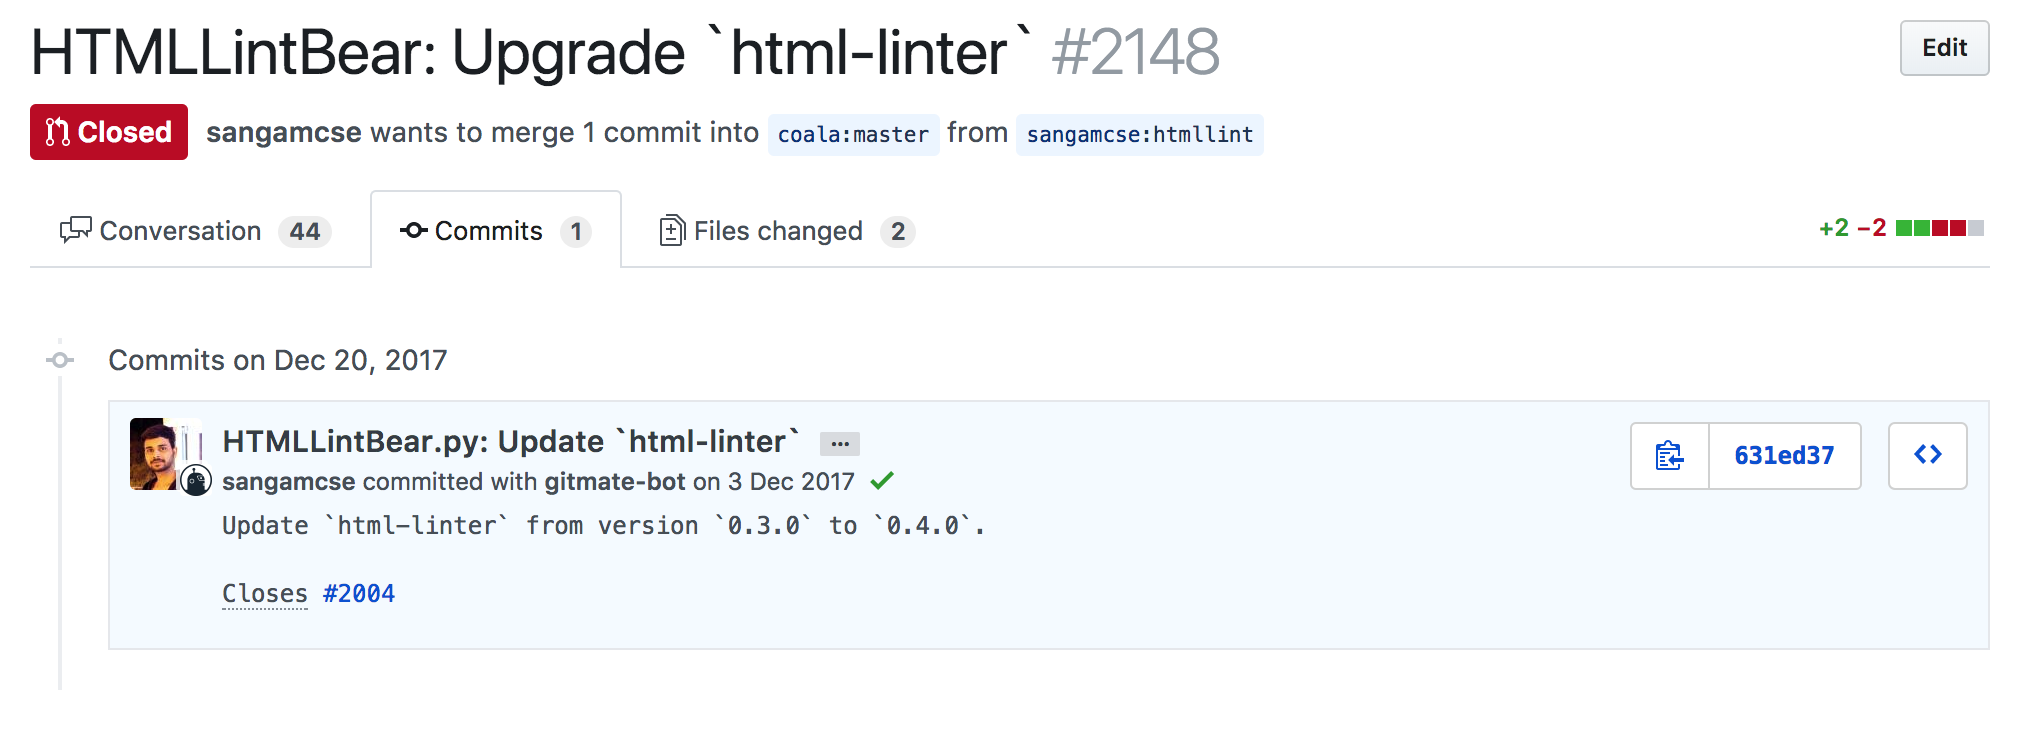 HTMLLintBear: Upgrade `html-linter` #2148
Edit
Closed sangamcse wants to merge 1 commit into coala:master from sangamcse:htmllint
Conversation 44 Commits 1 Files changed 2 +2 −2
Commits on Dec 20, 2017
HTMLLintBear.py: Update `html-linter` …
631ed37
sangamcse committed with gitmate-bot on 3 Dec 2017
Update `html-linter` from version `0.3.0` to `0.4.0`.
Closes #2004